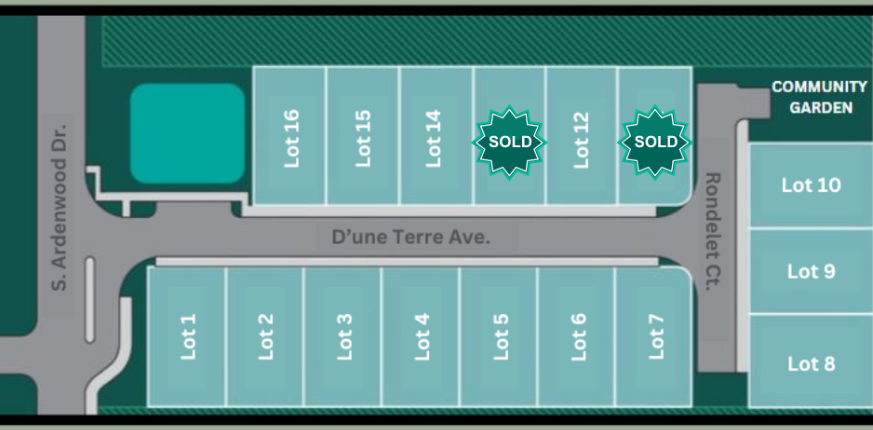 COMMUNITY
GARDEN
Lot 16
Lot 15
Lot 14
SOLD
Lot 12
SOLD
Lot 10
S. Ardenwood Dr.
D'une Terre Ave.
Rondelet Ct.
Lot 9
Lot 1
Lot 2
Lot 3
Lot 4
Lot 5
Lot 6
Lot 7
Lot 8